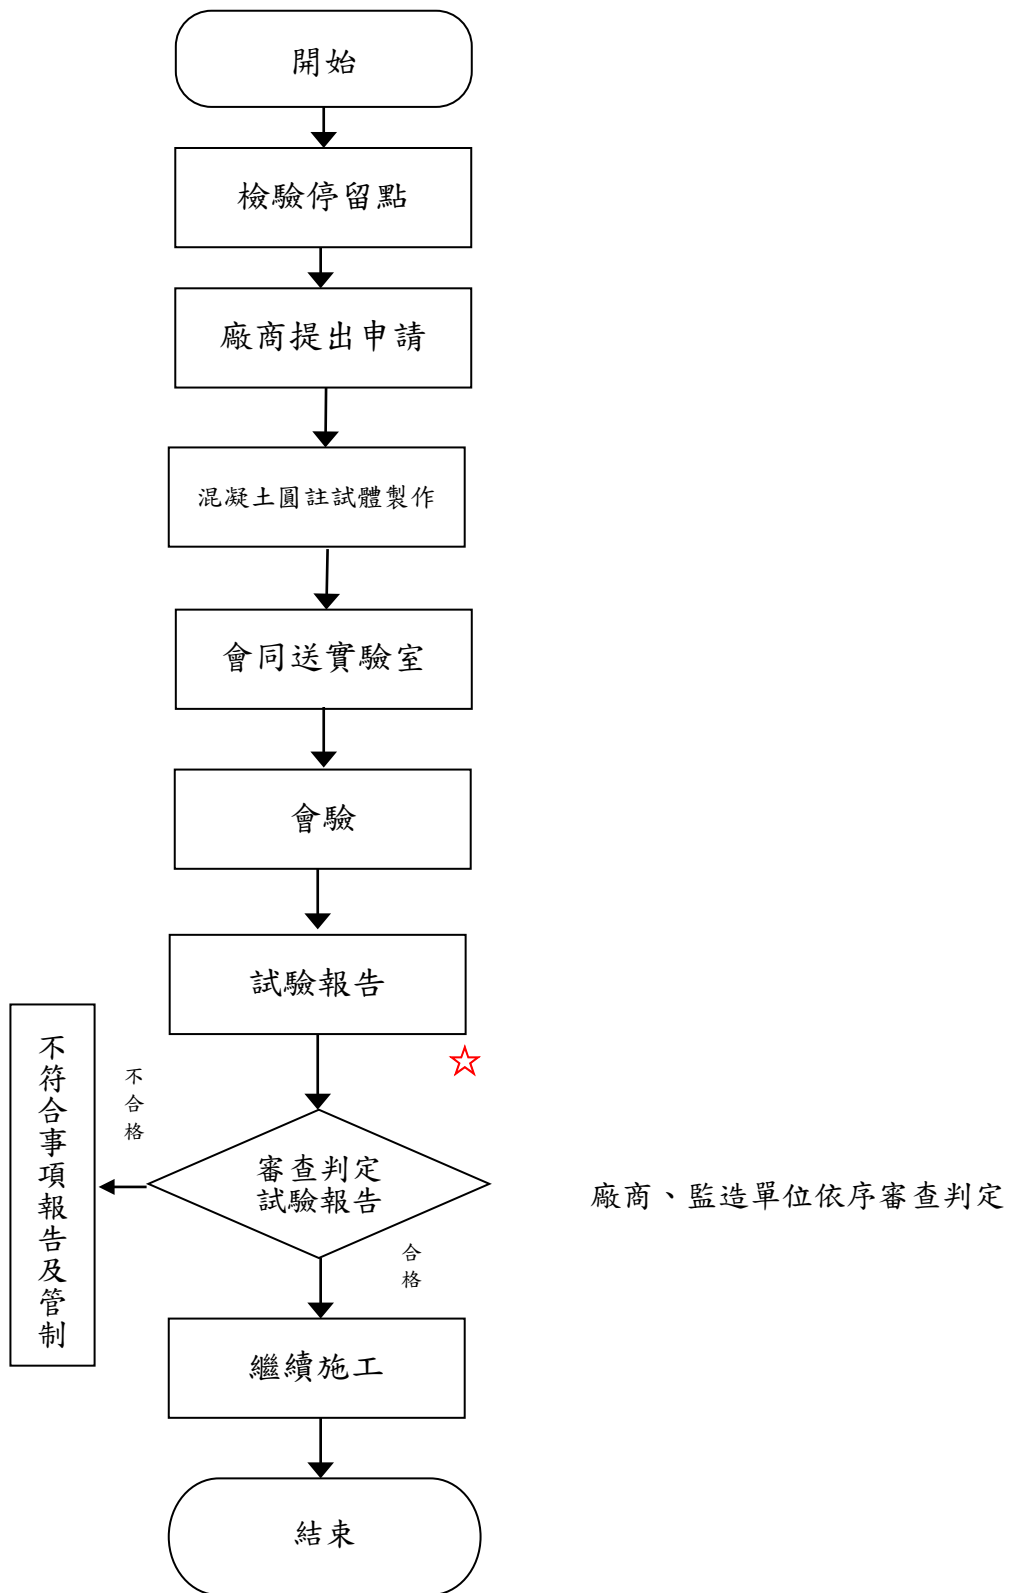 開始
檢驗停留點
廠商提出申請
混凝土圓註試體製作
會同送實驗室
會驗
試驗報告
不合格
不符合事項報告及管制
審查判定
試驗報告
廠商、監造單位依序審查判定
合格
繼續施工
結束